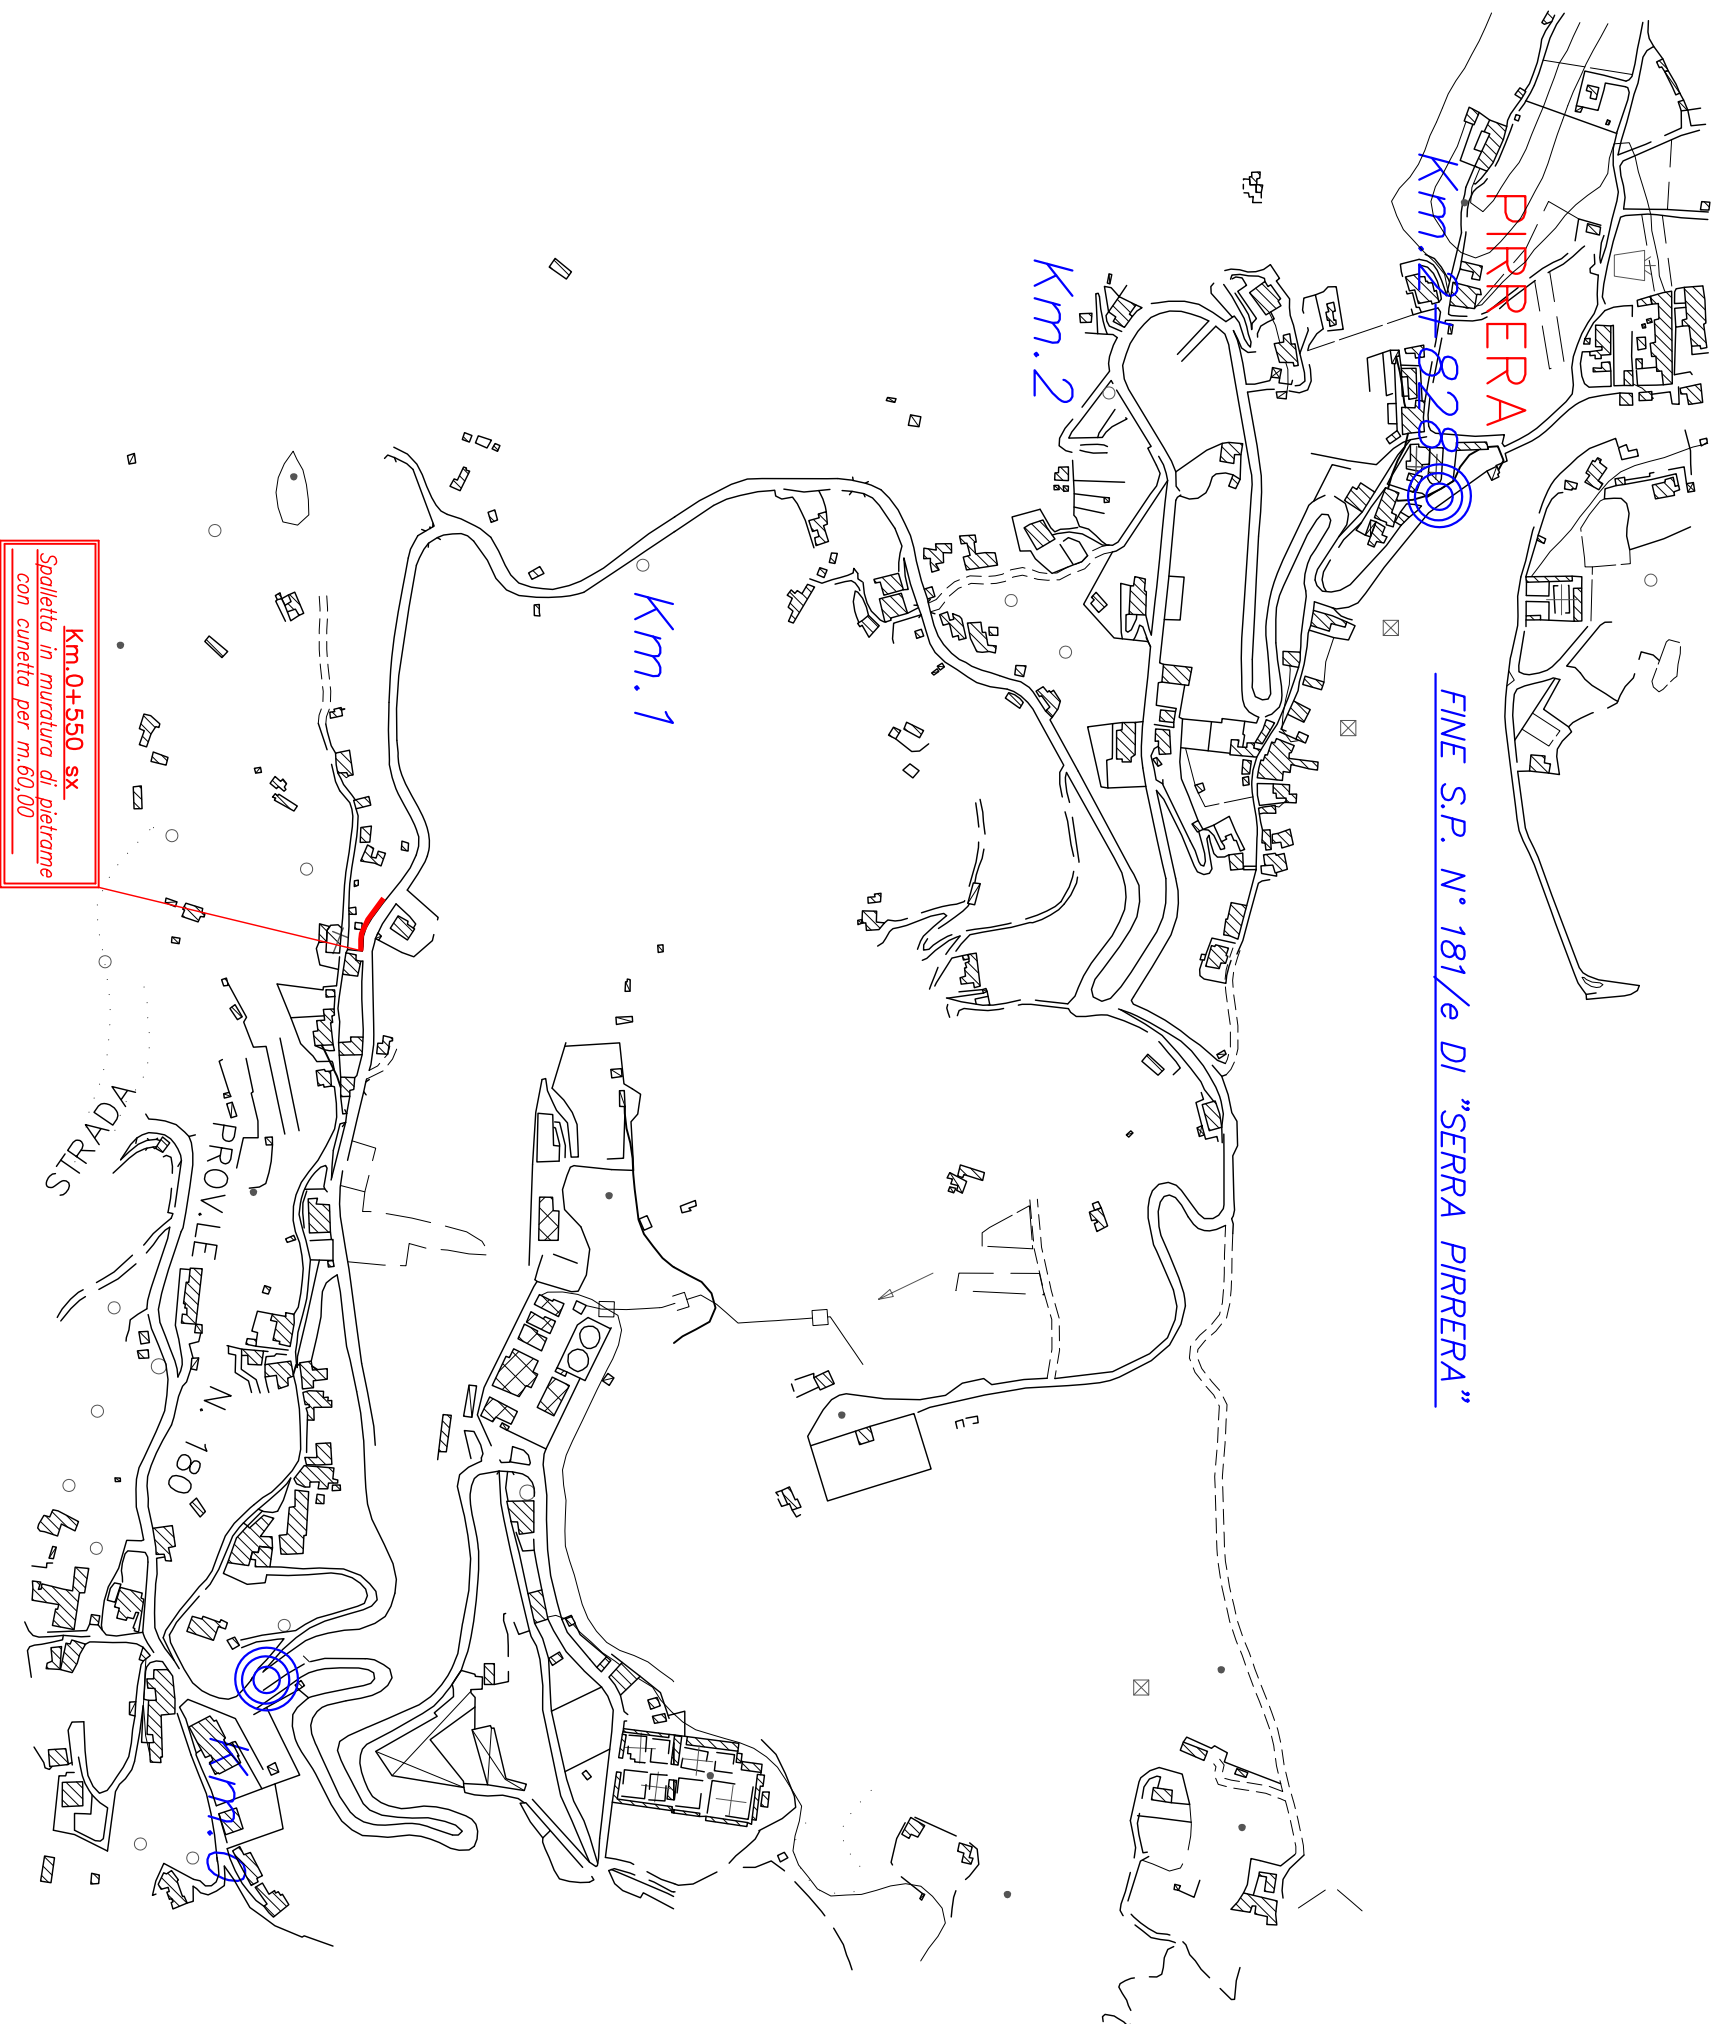 PIRRERA
Km. 2+828
FINE S.P. N° 181/e DI "SERRA PIRRERA"
Km.2
Km.1
Km.0+550 sx
Spalletta in muratura di pietrame
con cunetta per m.60,00
STRADA PROV.LE N. 180
km.0